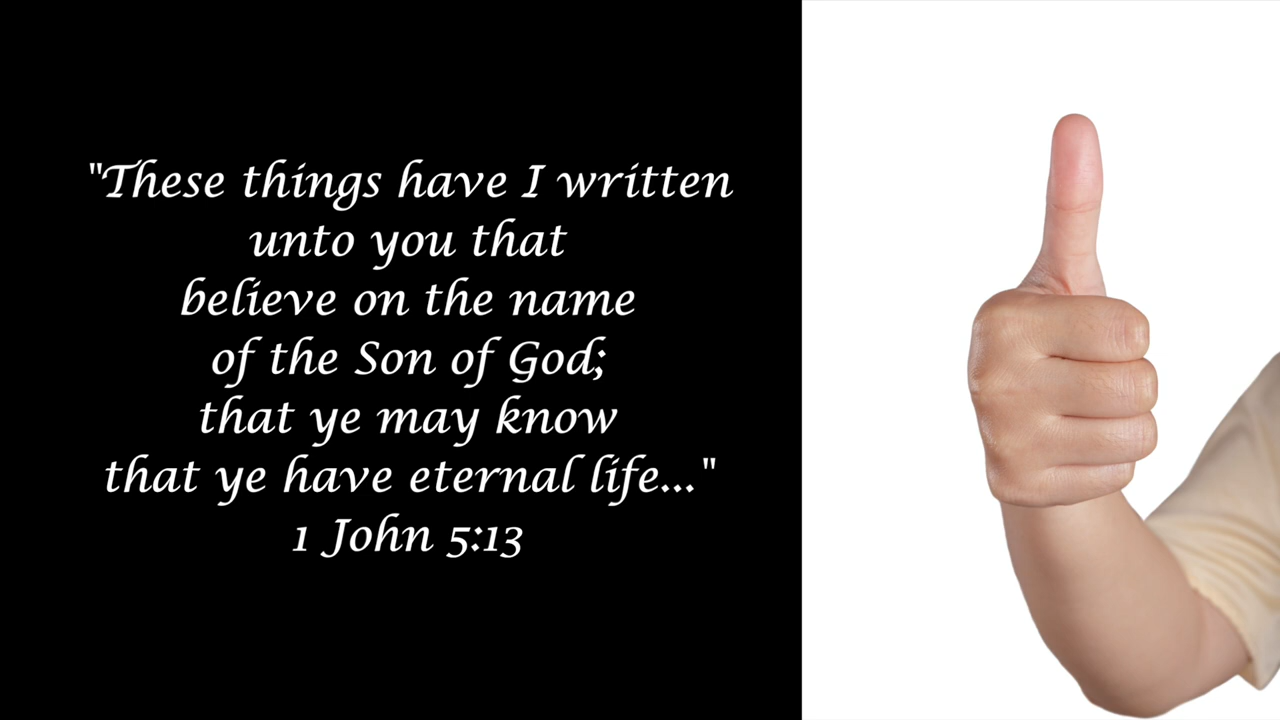 "These things have I written
unto you that
believe on the name
of the Son of God;
that ye may know
that ye have eternal life..."
1 John 5:13